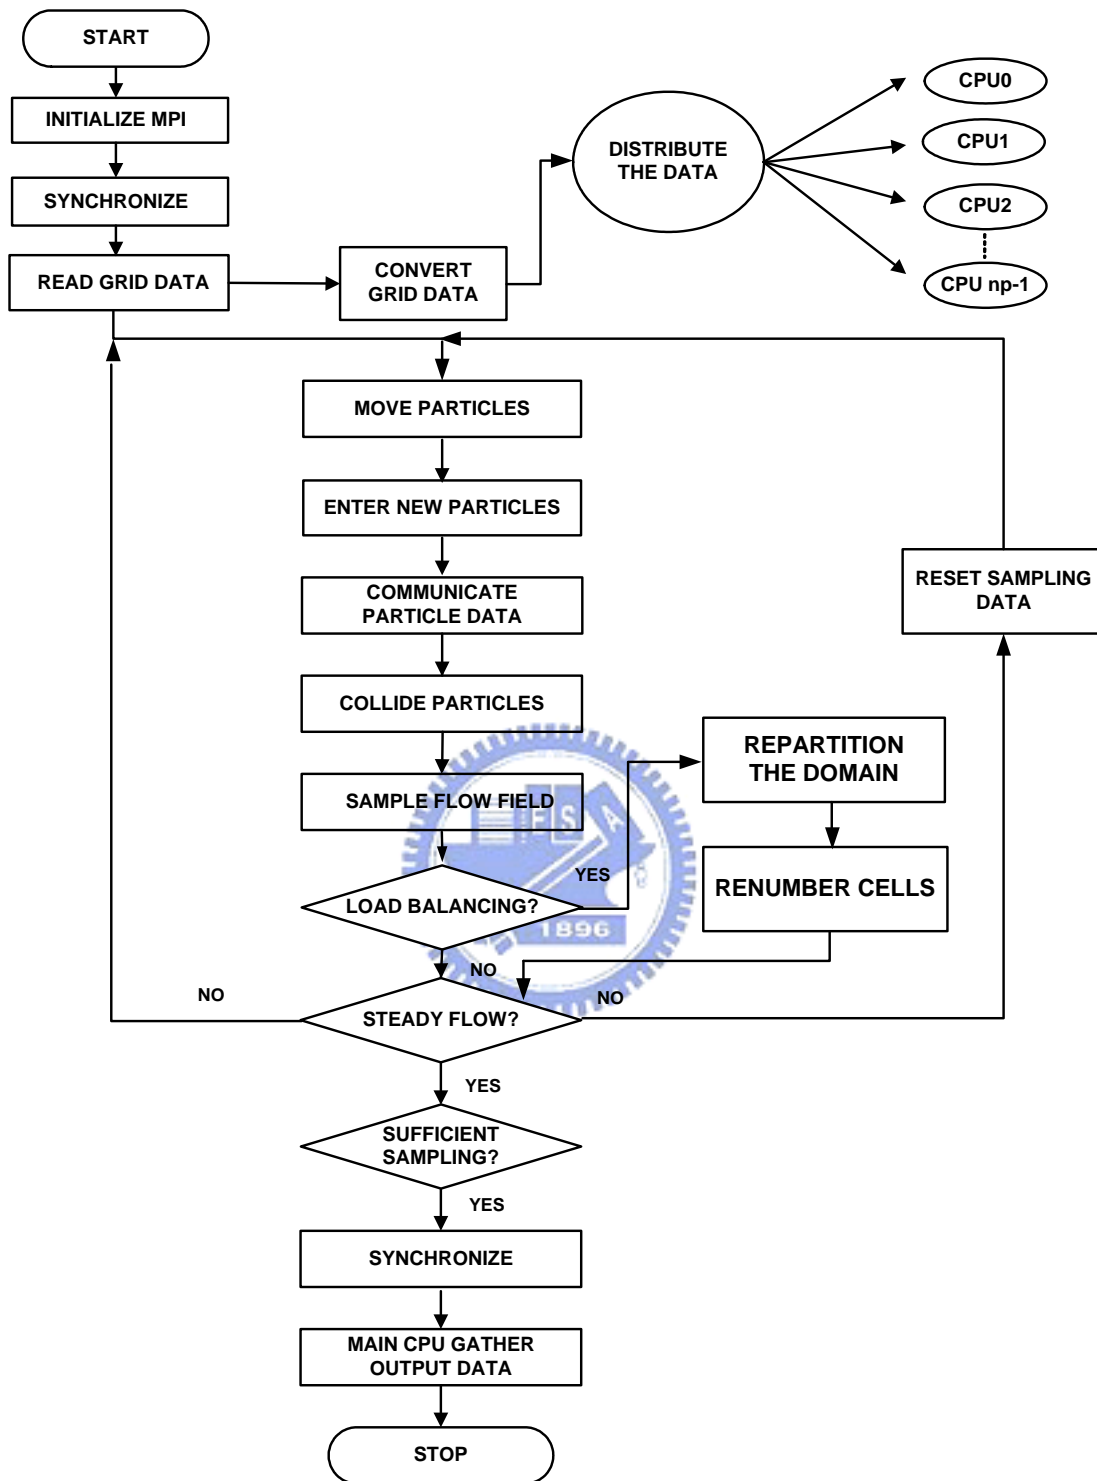 START
INITIALIZE MPI
SYNCHRONIZE
READ GRID DATA
CONVERT
GRID DATA
DISTRIBUTE
THE DATA
CPU0
CPU1
CPU2
CPU np-1
MOVE PARTICLES
ENTER NEW PARTICLES
COMMUNICATE
PARTICLE DATA
COLLIDE PARTICLES
SAMPLE FLOW FIELD
RESET SAMPLING
DATA
REPARTITION
THE DOMAIN
RENUMBER CELLS
E S A
YES
LOAD BALANCING?
1896
NO
NO
NO
STEADY FLOW?
YES
SUFFICIENT
SAMPLING?
YES
SYNCHRONIZE
MAIN CPU GATHER
OUTPUT DATA
STOP